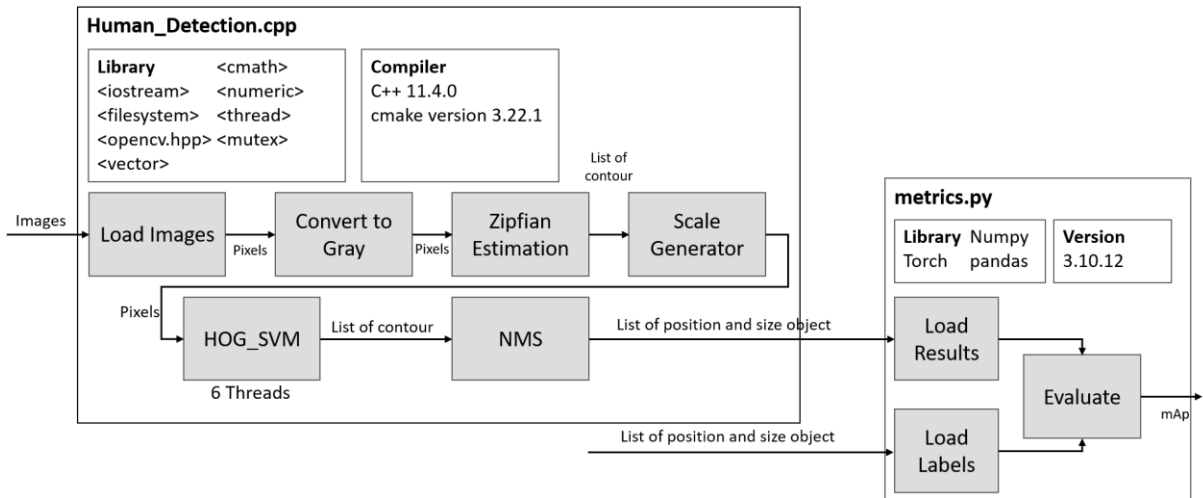 Human_Detection.cpp
Library <cmath>
<iostream> <numeric>
<filesystem> <thread>
<opencv.hpp> <mutex>
<vector>
Compiler
C++ 11.4.0
cmake version 3.22.1
Images
Load Images
Pixels
Convert to
Gray
Pixels
Zipfian
Estimation
List of
contour
Scale
Generator
Pixels
HOG_SVM
6 Threads
List of contour
NMS
List of position and size object
metrics.py
Library Numpy
Torch pandas
Version
3.10.12
Load
Results
List of position and size object
Load
Labels
Evaluate
mAp